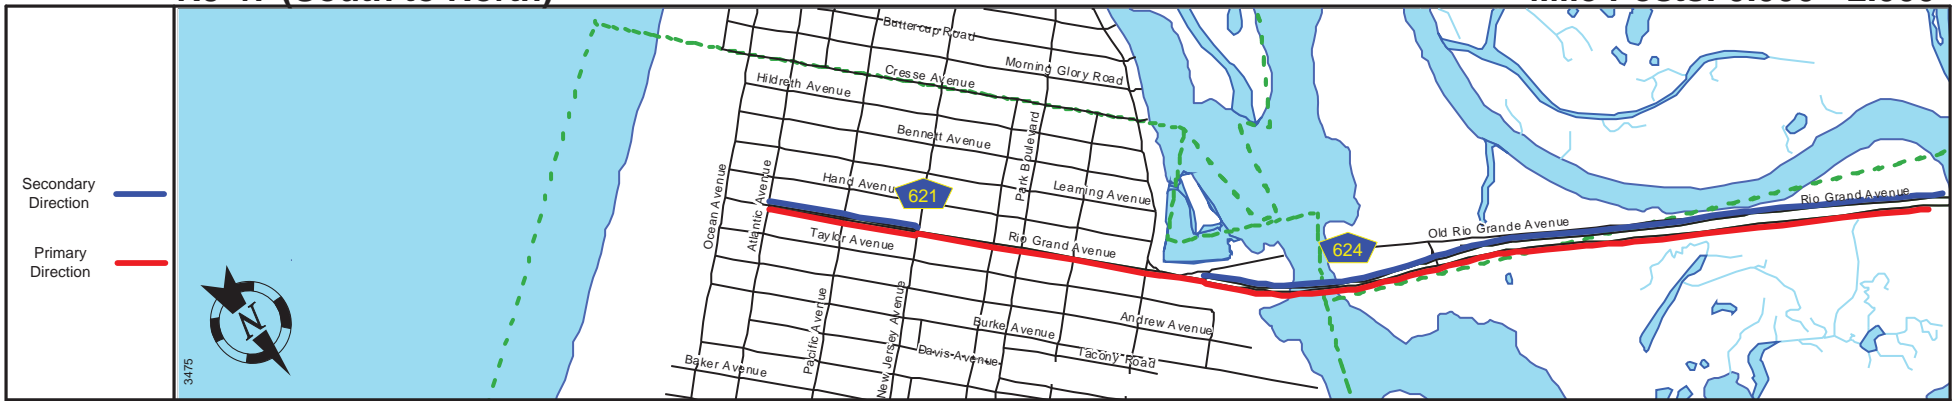 Secondary
Direction
Primary
Direction
3475
N
Buttercup Road
Morning Glory Road
Cresse Avenue
Hildreth Avenue
Bennett Avenue
Park Boulevard
Hand Avenu
621
Leaming Avenue
Ocean Avenue
Atlantic Avenue
Taylor Avenue
Rio Grand Avenue
624
Old Rio Grande Avenue
Rio Grand Avenue
Pacific Avenue
New Jersey Avenue
Burke Avenue
Andrew Avenue
Davis Avenue
Tacony Road
Baker Avenue